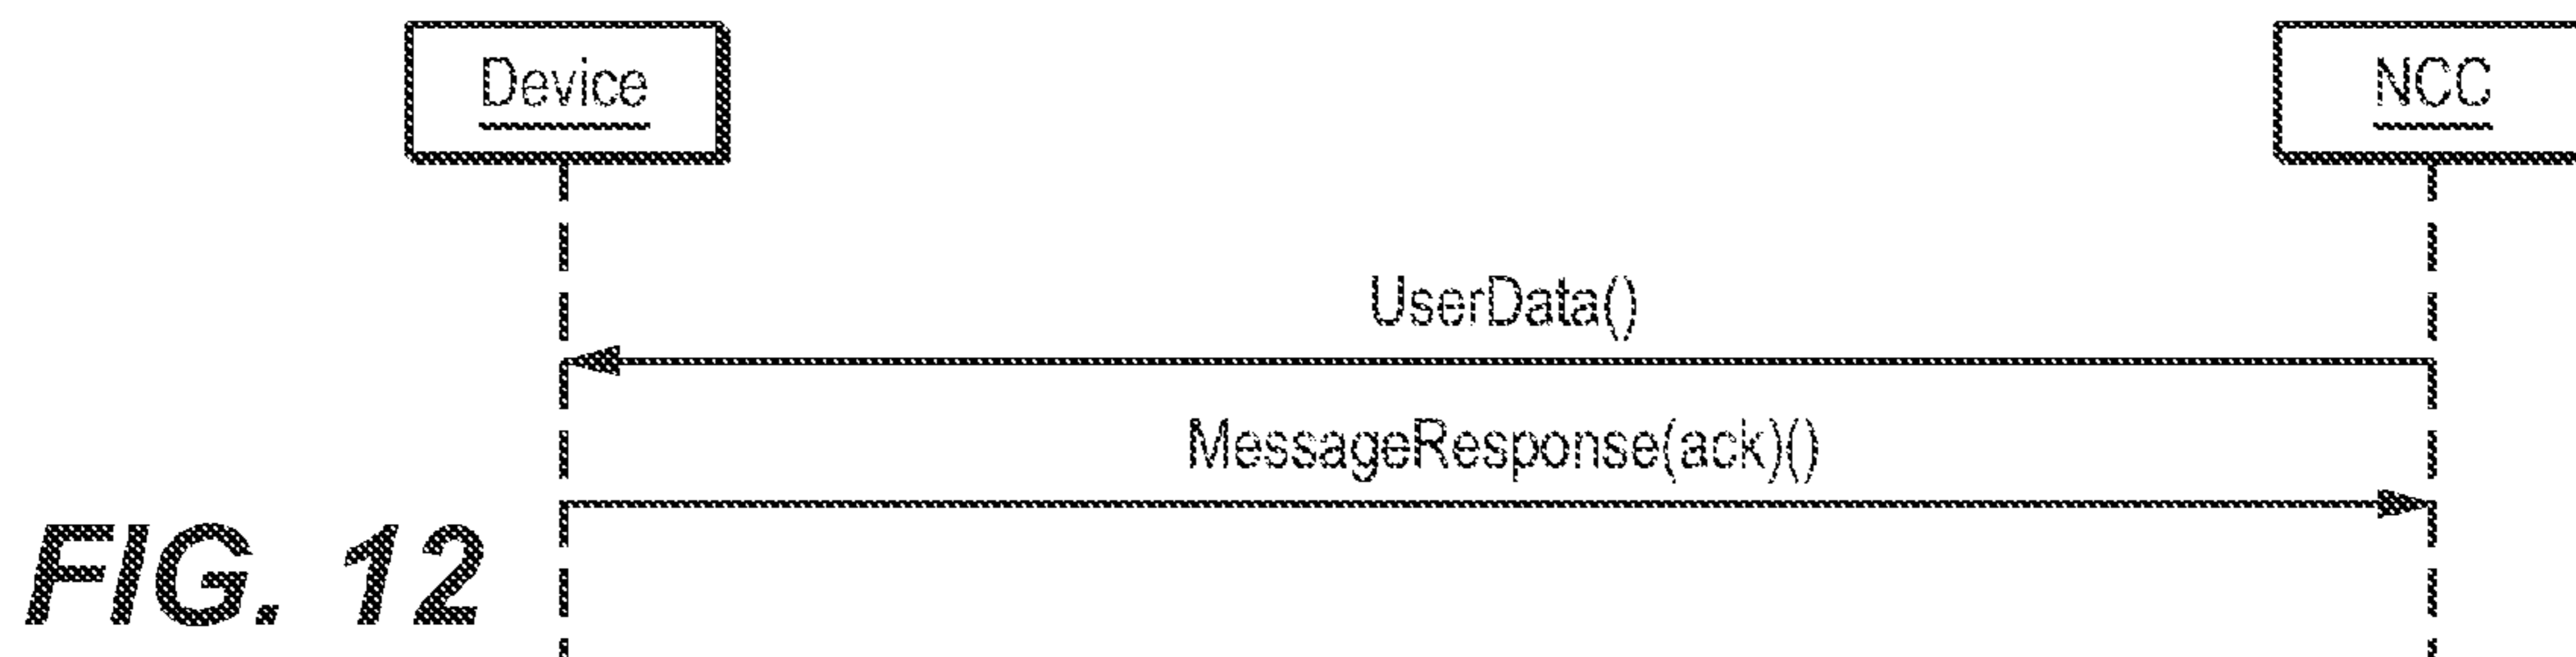 Device
NCC
UserData()
MessageResponse(ack)()
FIG. 12